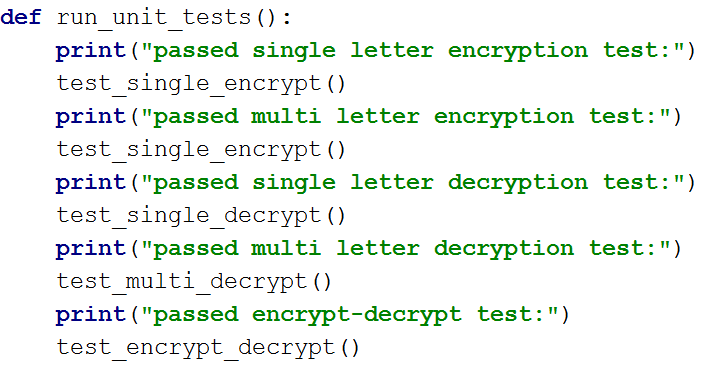 def run_unit_tests():
    print("passed single letter encryption test:")
    test_single_encrypt()
    print("passed multi letter encryption test:")
    test_single_encrypt()
    print("passed single letter decryption test:")
    test_single_decrypt()
    print("passed multi letter decryption test:")
    test_multi_decrypt()
    print("passed encrypt-decrypt test:")
    test_encrypt_decrypt()